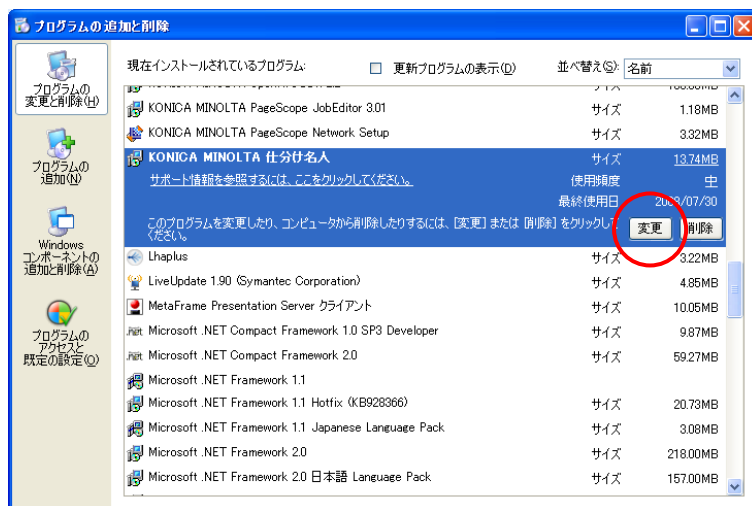 プログラムの追加と削除
プログラムの
変更と削除(H)
プログラムの
追加(N)
Windows
コンポーネントの
追加と削除(A)
プログラムの
アクセスと
既定の設定(O)
現在インストールされているプログラム:
更新プログラムの表示(D)
並べ替え(S):
名前
KONICA MINOLTA PageScope JobEditor 3.01 サイズ 1.18MB
KONICA MINOLTA PageScope Network Setup サイズ 3.32MB
KONICA MINOLTA 仕分け名人 サイズ 13.74MB
サポート情報を参照するには、ここをクリックしてください。 使用頻度 中
最終使用日 2008/07/30
このプログラムを変更したり、コンピュータから削除したりするには、[変更] または [削除] をクリックして
ください。
変更 削除
Lhaplus サイズ 3.22MB
LiveUpdate 1.90 (Symantec Corporation) サイズ 4.85MB
MetaFrame Presentation Server クライアント サイズ 10.05MB
Microsoft .NET Compact Framework 1.0 SP3 Developer サイズ 9.87MB
Microsoft .NET Compact Framework 2.0 サイズ 59.27MB
Microsoft .NET Framework 1.1
Microsoft .NET Framework 1.1 Hotfix (KB928366) サイズ 20.73MB
Microsoft .NET Framework 1.1 Japanese Language Pack サイズ 3.08MB
Microsoft .NET Framework 2.0 サイズ 218.00MB
Microsoft .NET Framework 2.0 日本語 Language Pack サイズ 157.00MB